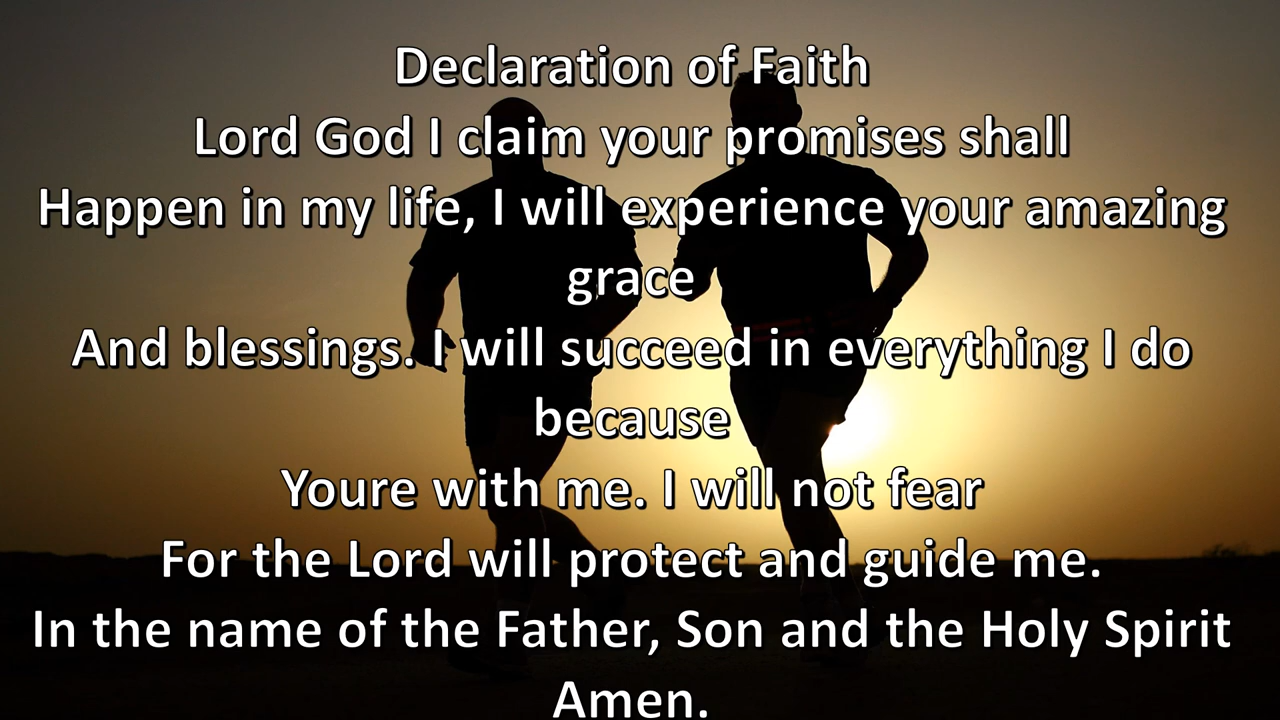 Declaration of Faith
Lord God I claim your promises shall
Happen in my life, I will experience your amazing
grace
And blessings. I will succeed in everything I do
because
Youre with me. I will not fear
For the Lord will protect and guide me.
In the name of the Father, Son and the Holy Spirit
Amen.